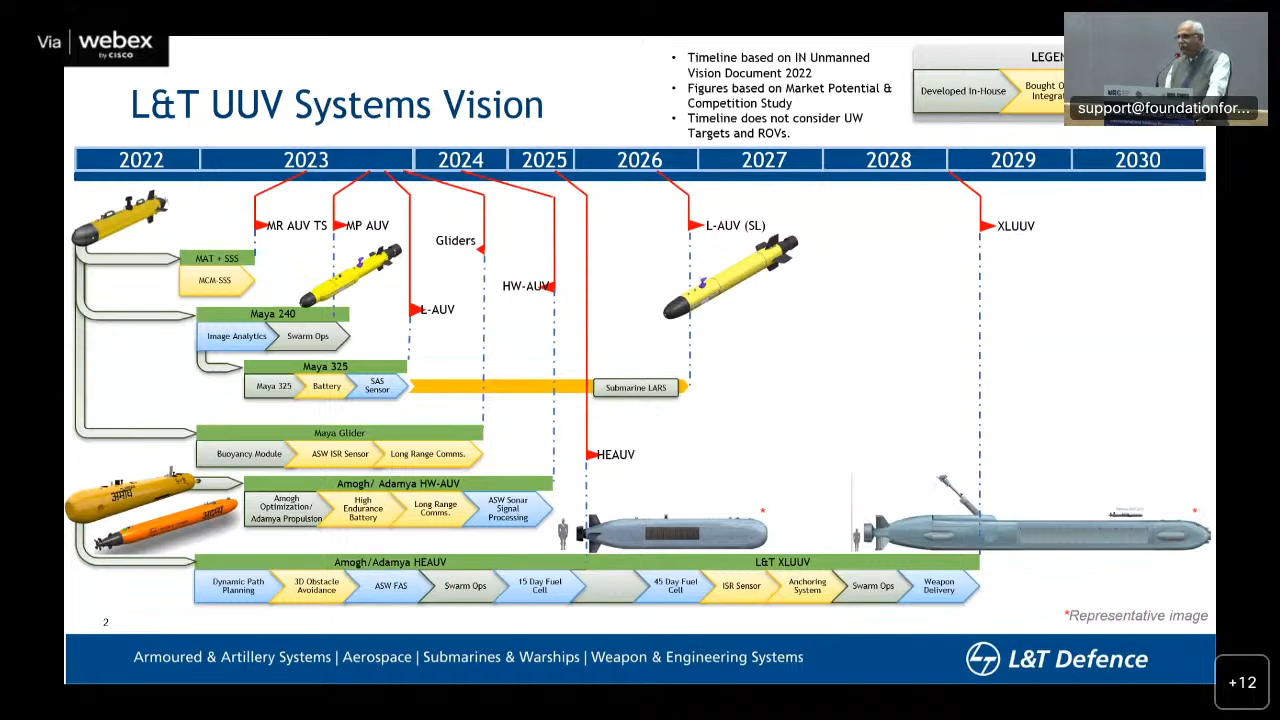 Via | webex
by CISCO
L&T UUV Systems Vision
• Timeline based on IN Unmanned
Vision Document 2022
• Figures based on Market Potential &
Competition Study
• Timeline does not consider UW
Targets and ROVs.
Developed In-House
support@foundationfor...
2022 2023 2024 2025 2026 2027 2028 2029 2030
MR AUV TS
MP AUV
Gliders
L-AUV (SL)
XLUUV
MAT + SSS
MCM-SSS
HW-AUV
L-AUV
Maya 240
Image Analytics
Swarm Ops
Maya 325
Maya 325
Battery
SAS
Sensor
Submarine LARS
Maya Glider
Buoyancy Module
ASW ISR Sensor
Long Range Comms.
HEAUV
अमोघ
अमोघ
Amogh/ Adamya HW-AUV
Amogh
Optimization/
Adamya Propulsion
High
Endurance
Battery
Long Range
Comms.
ASW Sonar
Signal
Processing
*
*
Amogh/Adamya HEAUV
L&T XLUUV
Dynamic Path
Planning
3D Obstacle
Avoidance
ASW FAS
Swarm Ops
15 Day Fuel
Cell
45 Day Fuel
Cell
ISR Sensor
Anchoring
System
Swarm Ops
Weapon
Delivery
*Representative image
2
Armoured & Artillery Systems | Aerospace | Submarines & Warships | Weapon & Engineering Systems
L&T Defence
+12